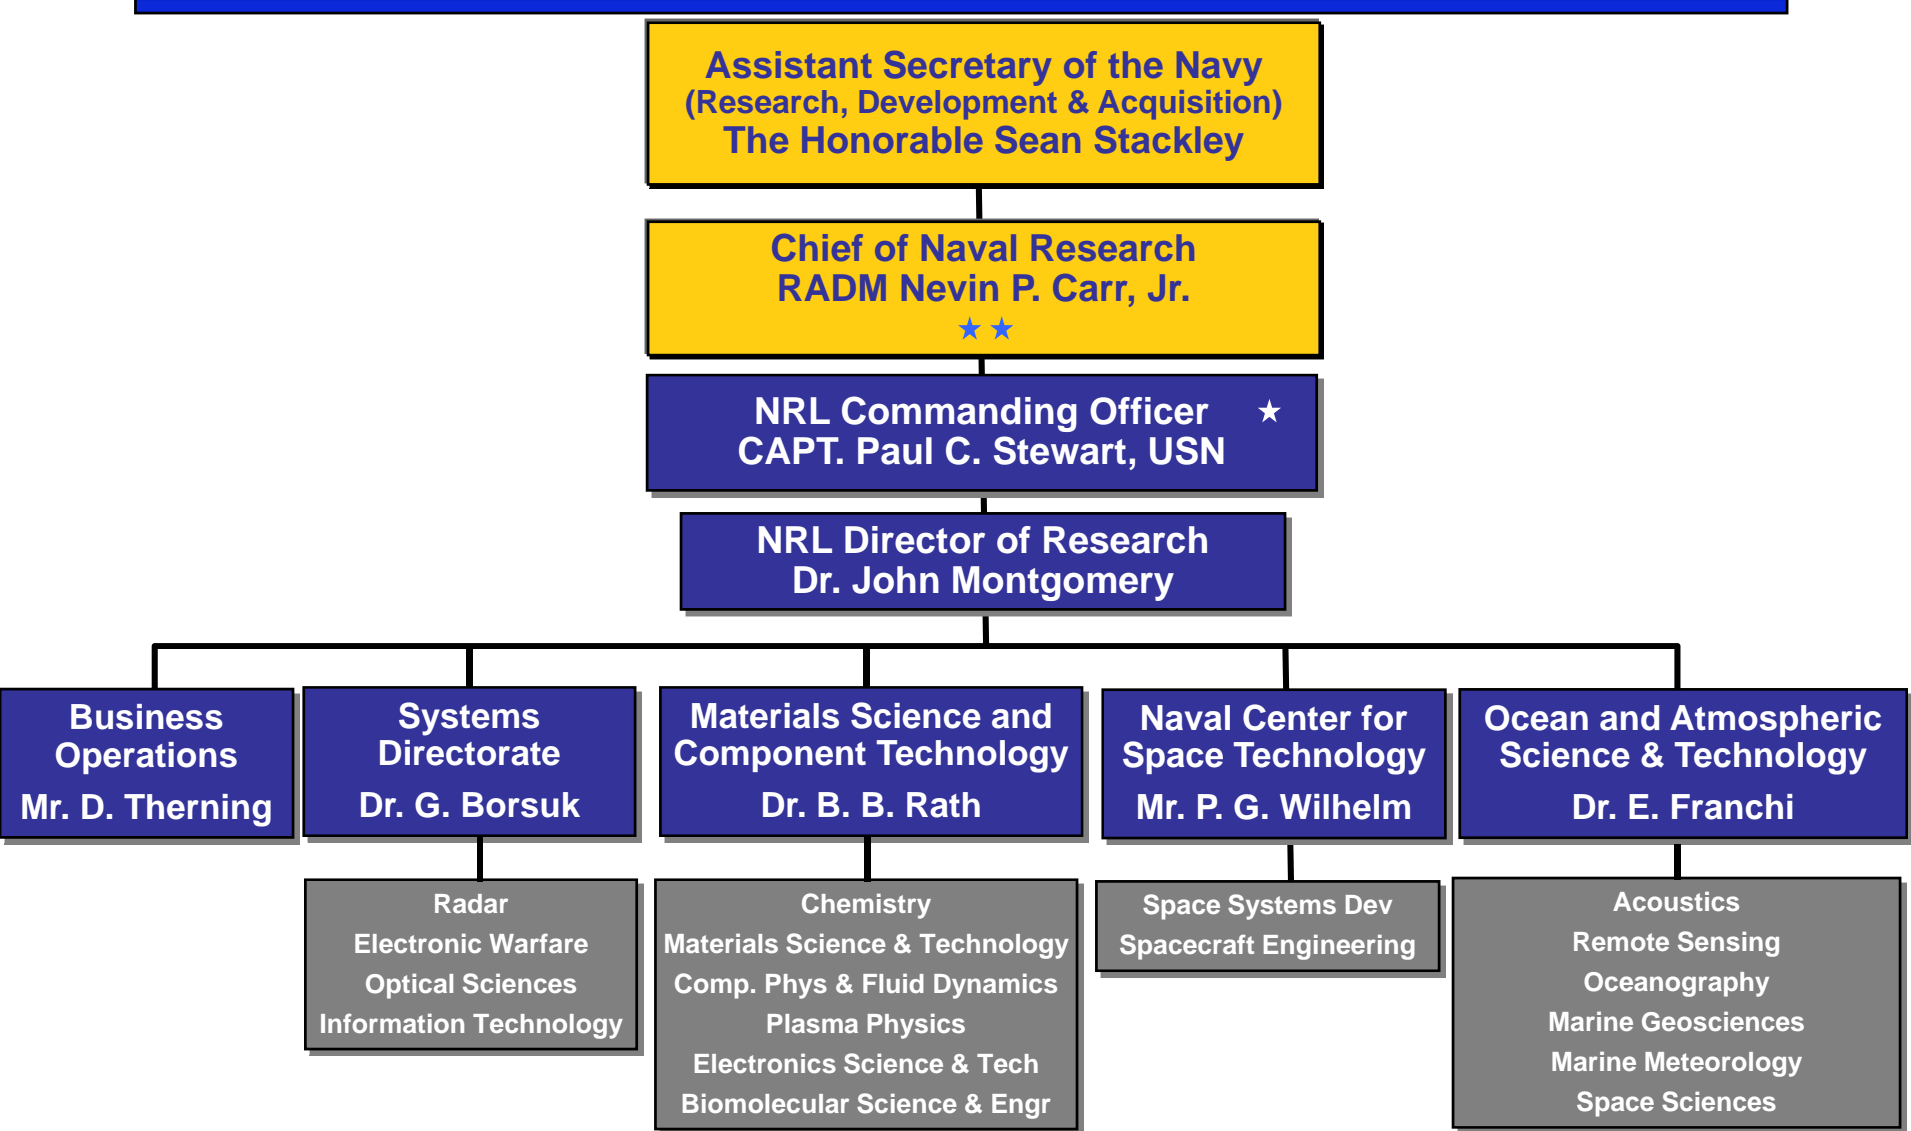 Assistant Secretary of the Navy
(Research, Development & Acquisition)
The Honorable Sean Stackley
Chief of Naval Research
RADM Nevin P. Carr, Jr.
★ ★
NRL Commanding Officer ★
CAPT. Paul C. Stewart, USN
NRL Director of Research
Dr. John Montgomery
Business
Operations
Mr. D. Therning
Systems
Directorate
Dr. G. Borsuk
Materials Science and
Component Technology
Dr. B. B. Rath
Naval Center for
Space Technology
Mr. P. G. Wilhelm
Ocean and Atmospheric
Science & Technology
Dr. E. Franchi
Radar
Electronic Warfare
Optical Sciences
Information Technology
Chemistry
Materials Science & Technology
Comp. Phys & Fluid Dynamics
Plasma Physics
Electronics Science & Tech
Biomolecular Science & Engr
Space Systems Dev
Spacecraft Engineering
Acoustics
Remote Sensing
Oceanography
Marine Geosciences
Marine Meteorology
Space Sciences